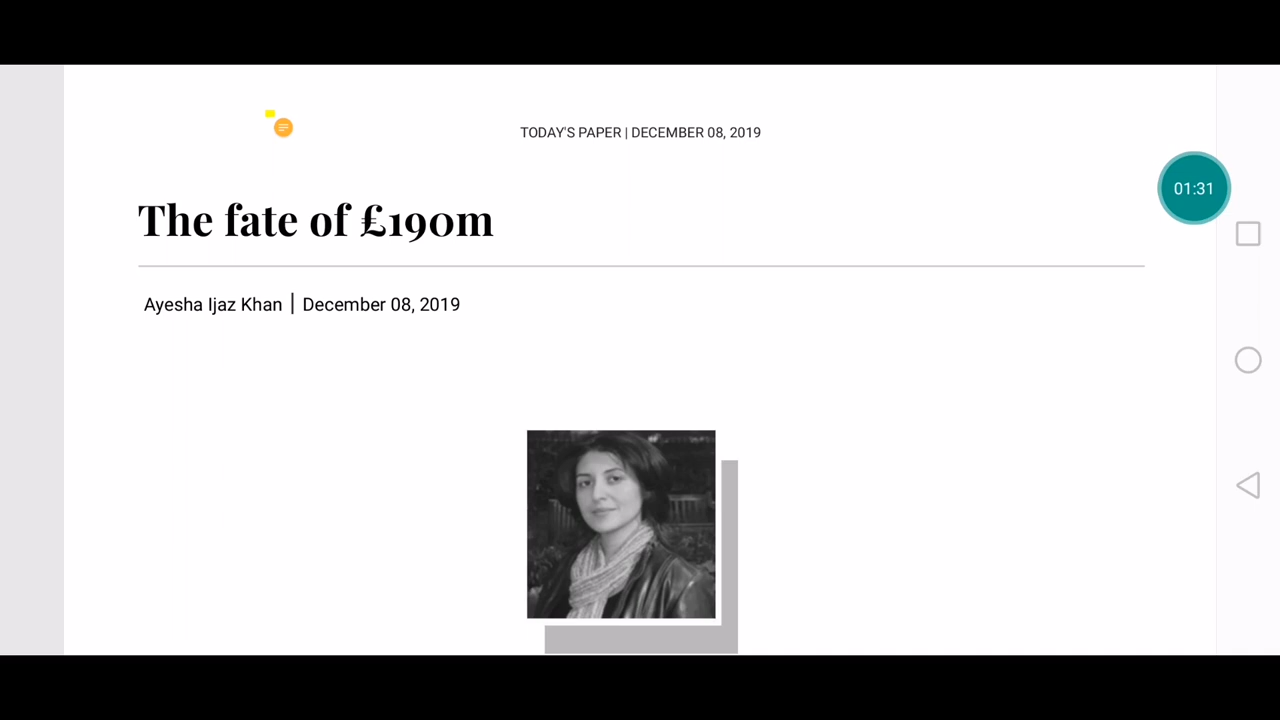 TODAY'S PAPER | DECEMBER 08, 2019
01:31
The fate of £190m
Ayesha Ijaz Khan | December 08, 2019